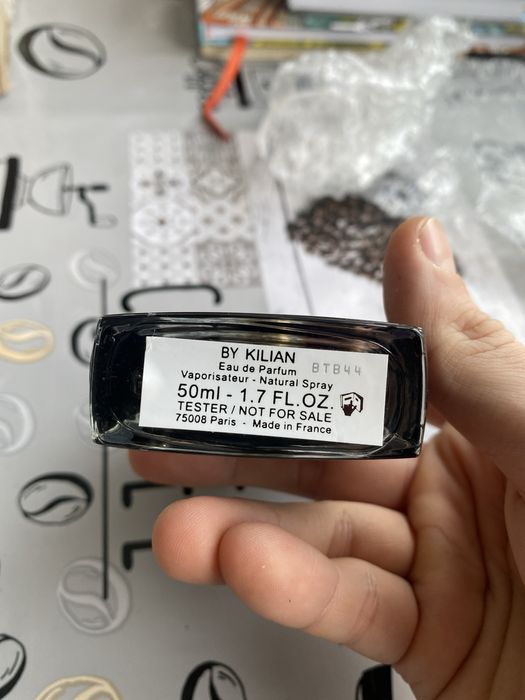 BY KILIAN
Eau de Parfum BTB44
Vaporisateur - Natural Spray
50ml - 1.7 FL.OZ.
TESTER / NOT FOR SALE
75008 Paris - Made in France